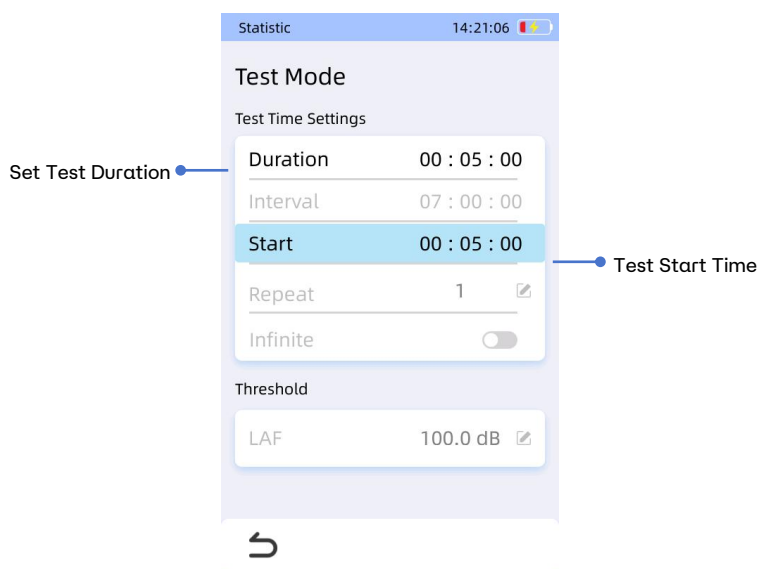 Statistic 14:21:06
Test Mode
Test Time Settings
Duration 00 : 05 : 00
Set Test Duration
Interval 07 : 00 : 00
Start 00 : 05 : 00
Test Start Time
Repeat 1
Infinite
Threshold
LAF 100.0 dB